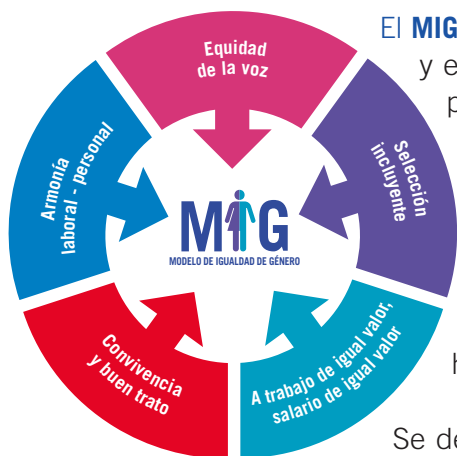 Equidad
de la voz
El MIG
y e
p
Selección
incluyente
Armonía
laboral - personal
MIG
MODELO DE IGUALDAD DE GÉNERO
A trabajo de igual valor,
salario de igual valor
Convivencia
y buen trato
h
Se de